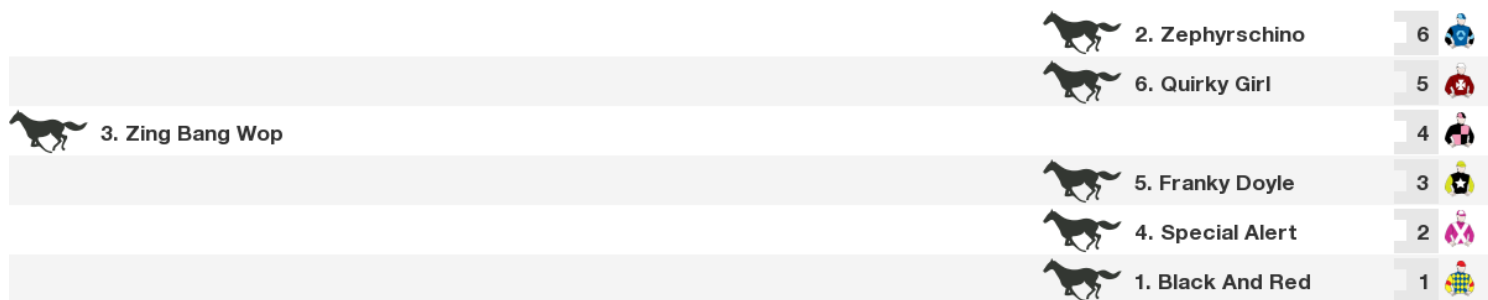 2. Zephyrschino 6
6. Quirky Girl 5
3. Zing Bang Wop 4
5. Franky Doyle 3
4. Special Alert 2
1. Black And Red 1